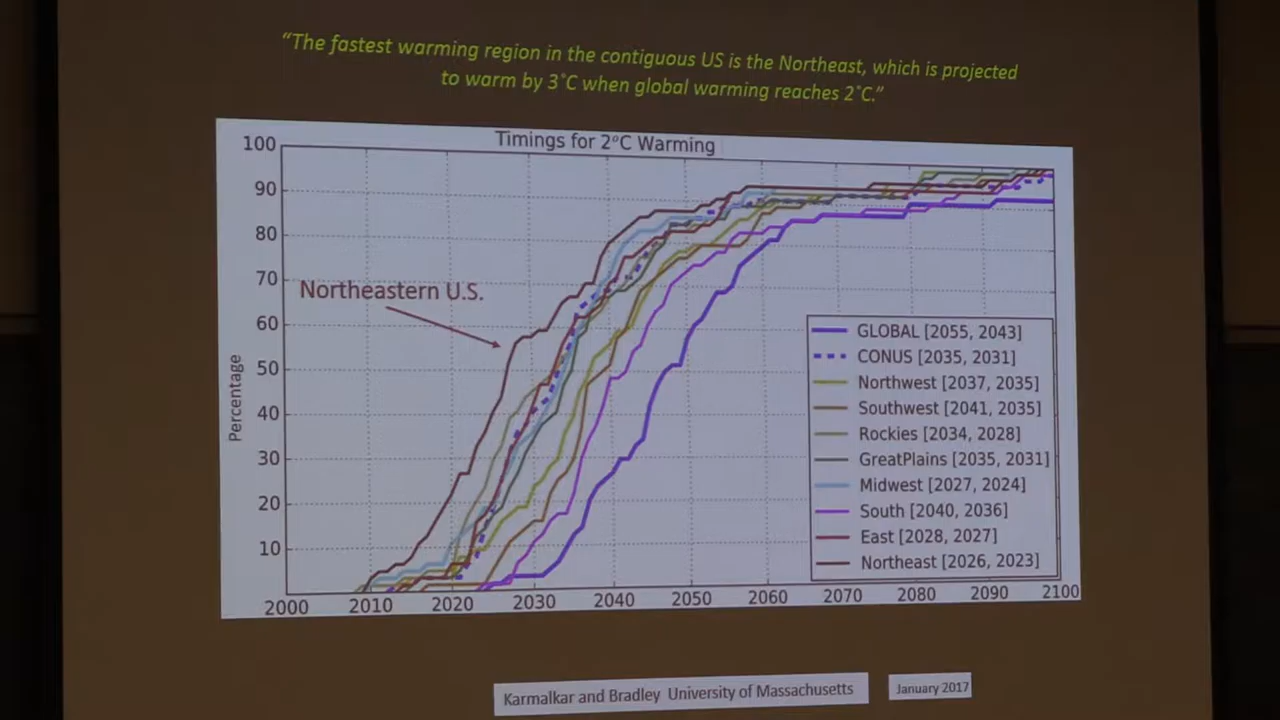 “The fastest warming region in the contiguous US is the Northeast, which is projected
to warm by 3˚C when global warming reaches 2˚C.”
Timings for 2°C Warming
100
90
80
70
60
50
40
30
20
10
Percentage
Northeastern U.S.
GLOBAL [2055, 2043]
CONUS [2035, 2031]
Northwest [2037, 2035]
Southwest [2041, 2035]
Rockies [2034, 2028]
GreatPlains [2035, 2031]
Midwest [2027, 2024]
South [2040, 2036]
East [2028, 2027]
Northeast [2026, 2023]
2000 2010 2020 2030 2040 2050 2060 2070 2080 2090 2100
Karmalkar and Bradley University of Massachusetts
January 2017